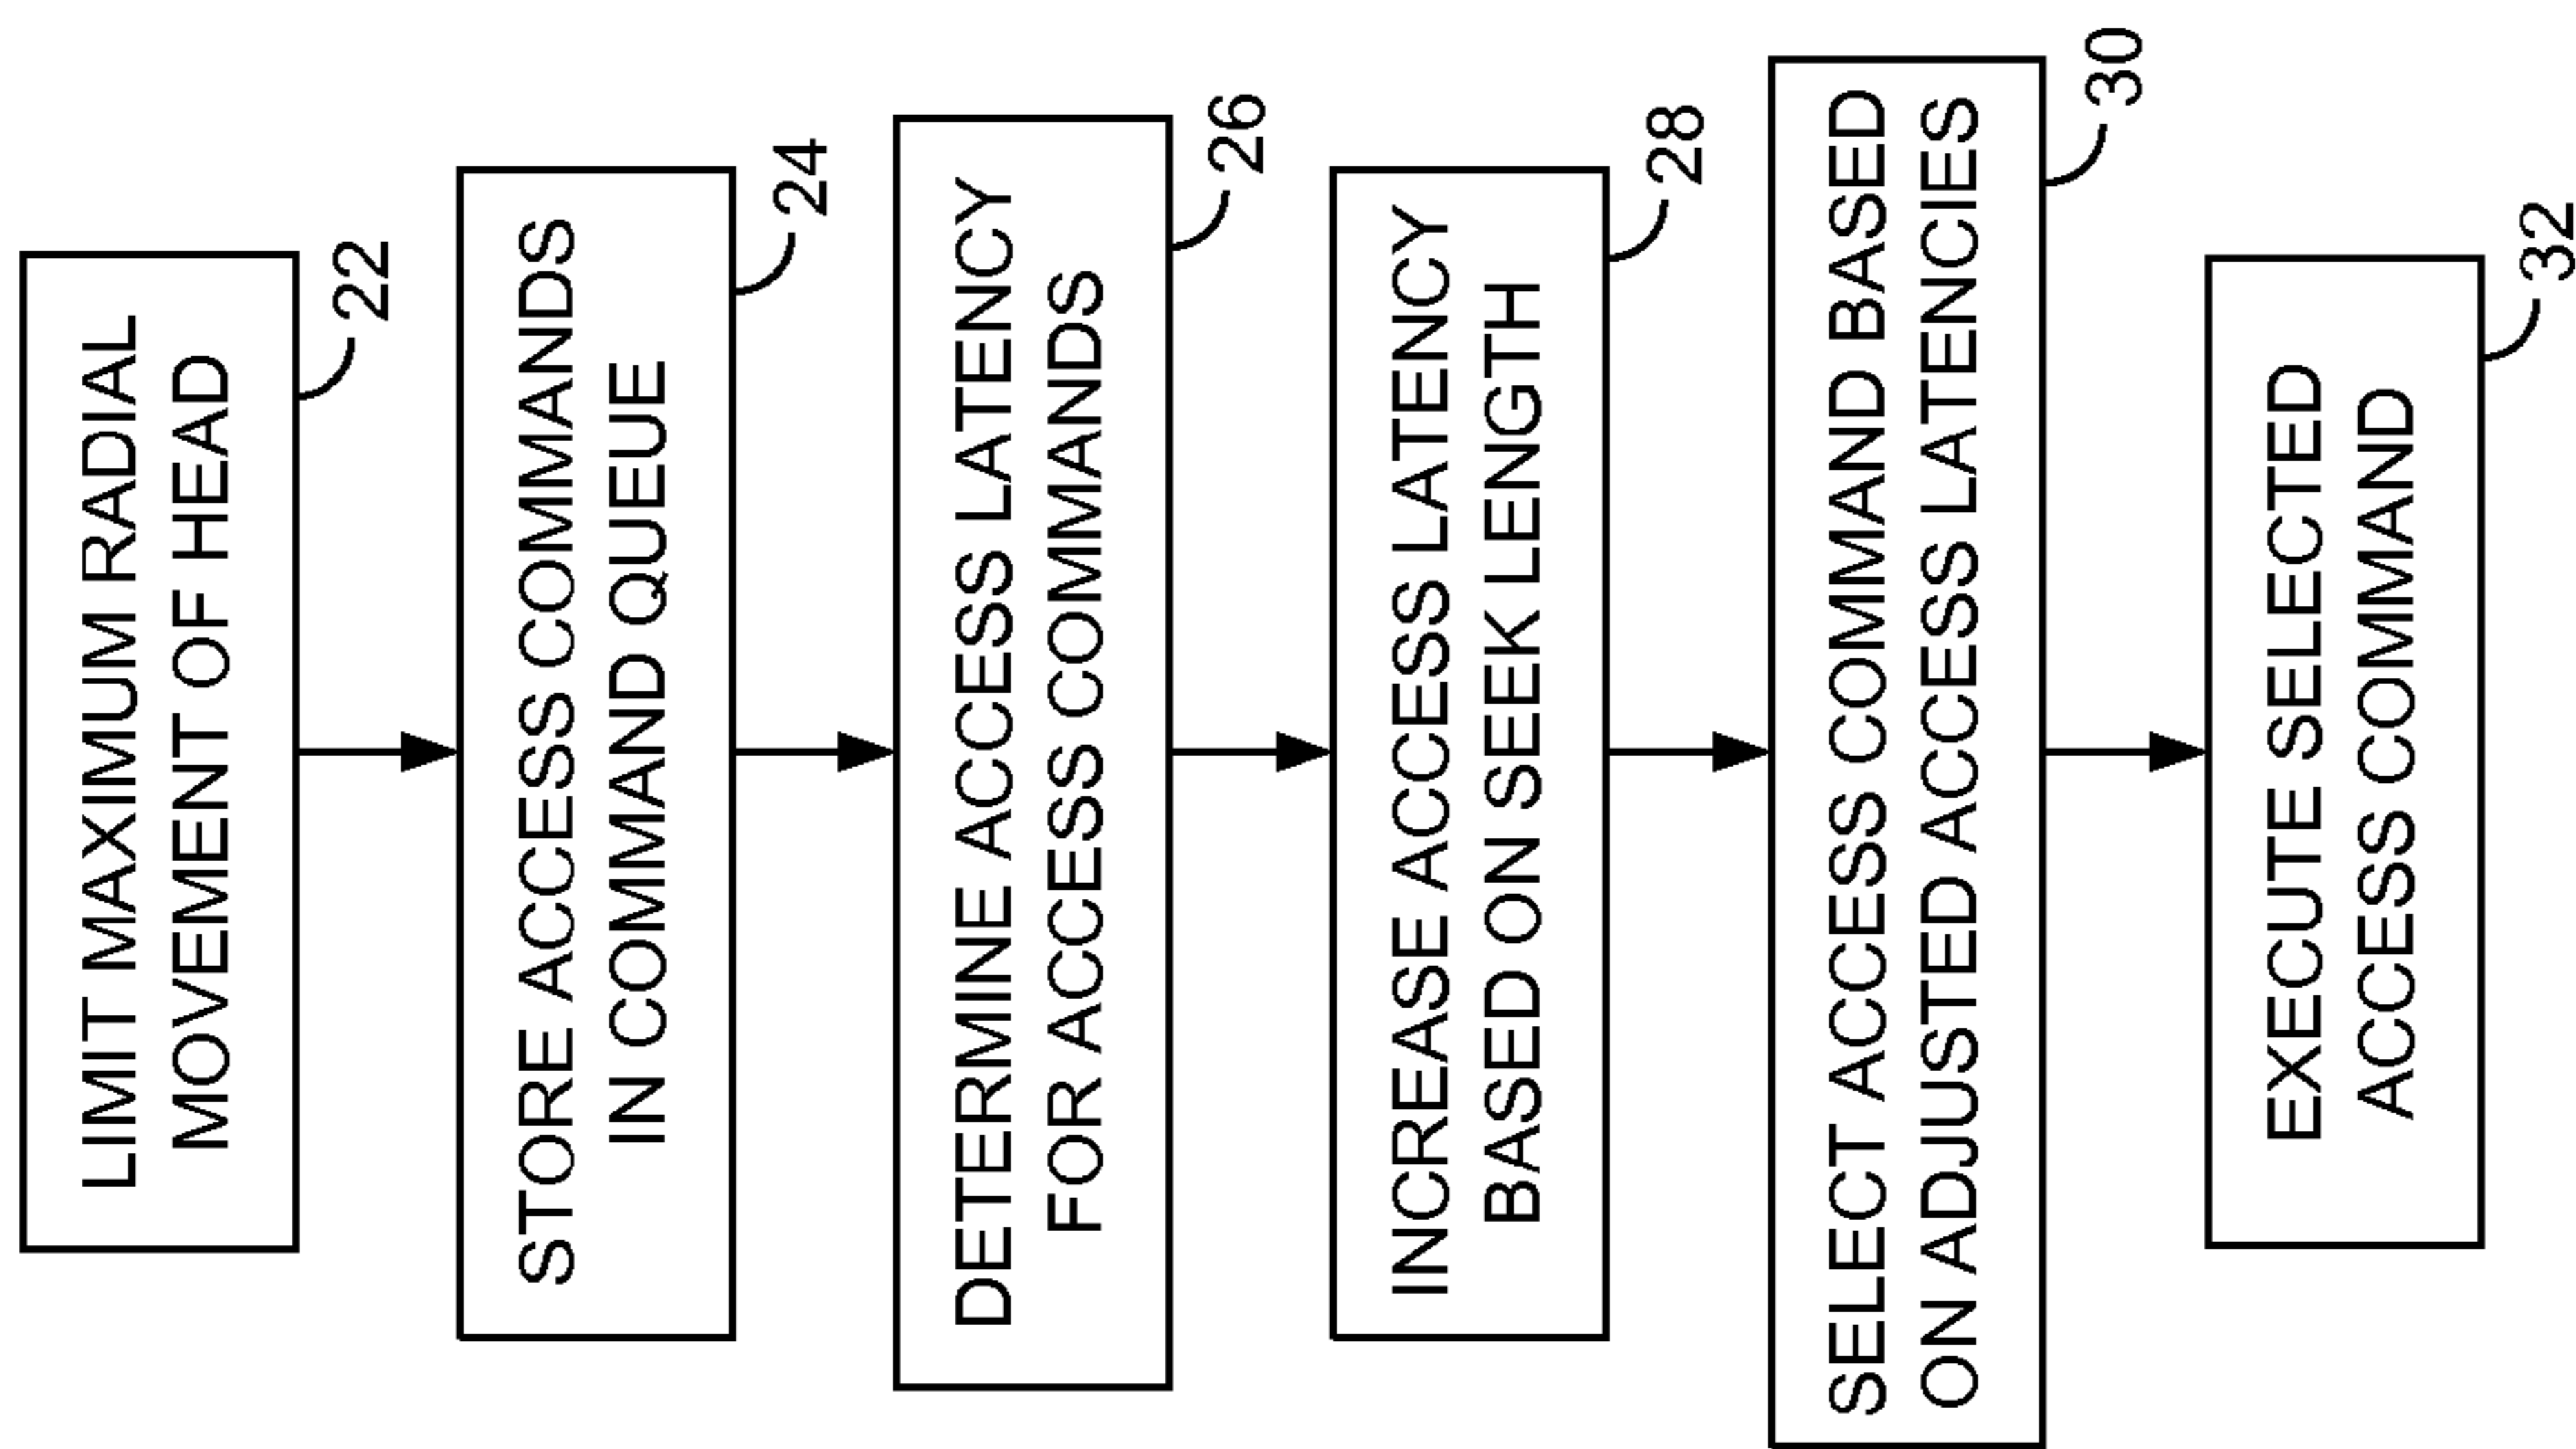 LIMIT MAXIMUM RADIAL
MOVEMENT OF HEAD
22
STORE ACCESS COMMANDS
IN COMMAND QUEUE
24
DETERMINE ACCESS LATENCY
FOR ACCESS COMMANDS
26
INCREASE ACCESS LATENCY
BASED ON SEEK LENGTH
28
SELECT ACCESS COMMAND BASED
ON ADJUSTED ACCESS LATENCIES
30
EXECUTE SELECTED
ACCESS COMMAND
32